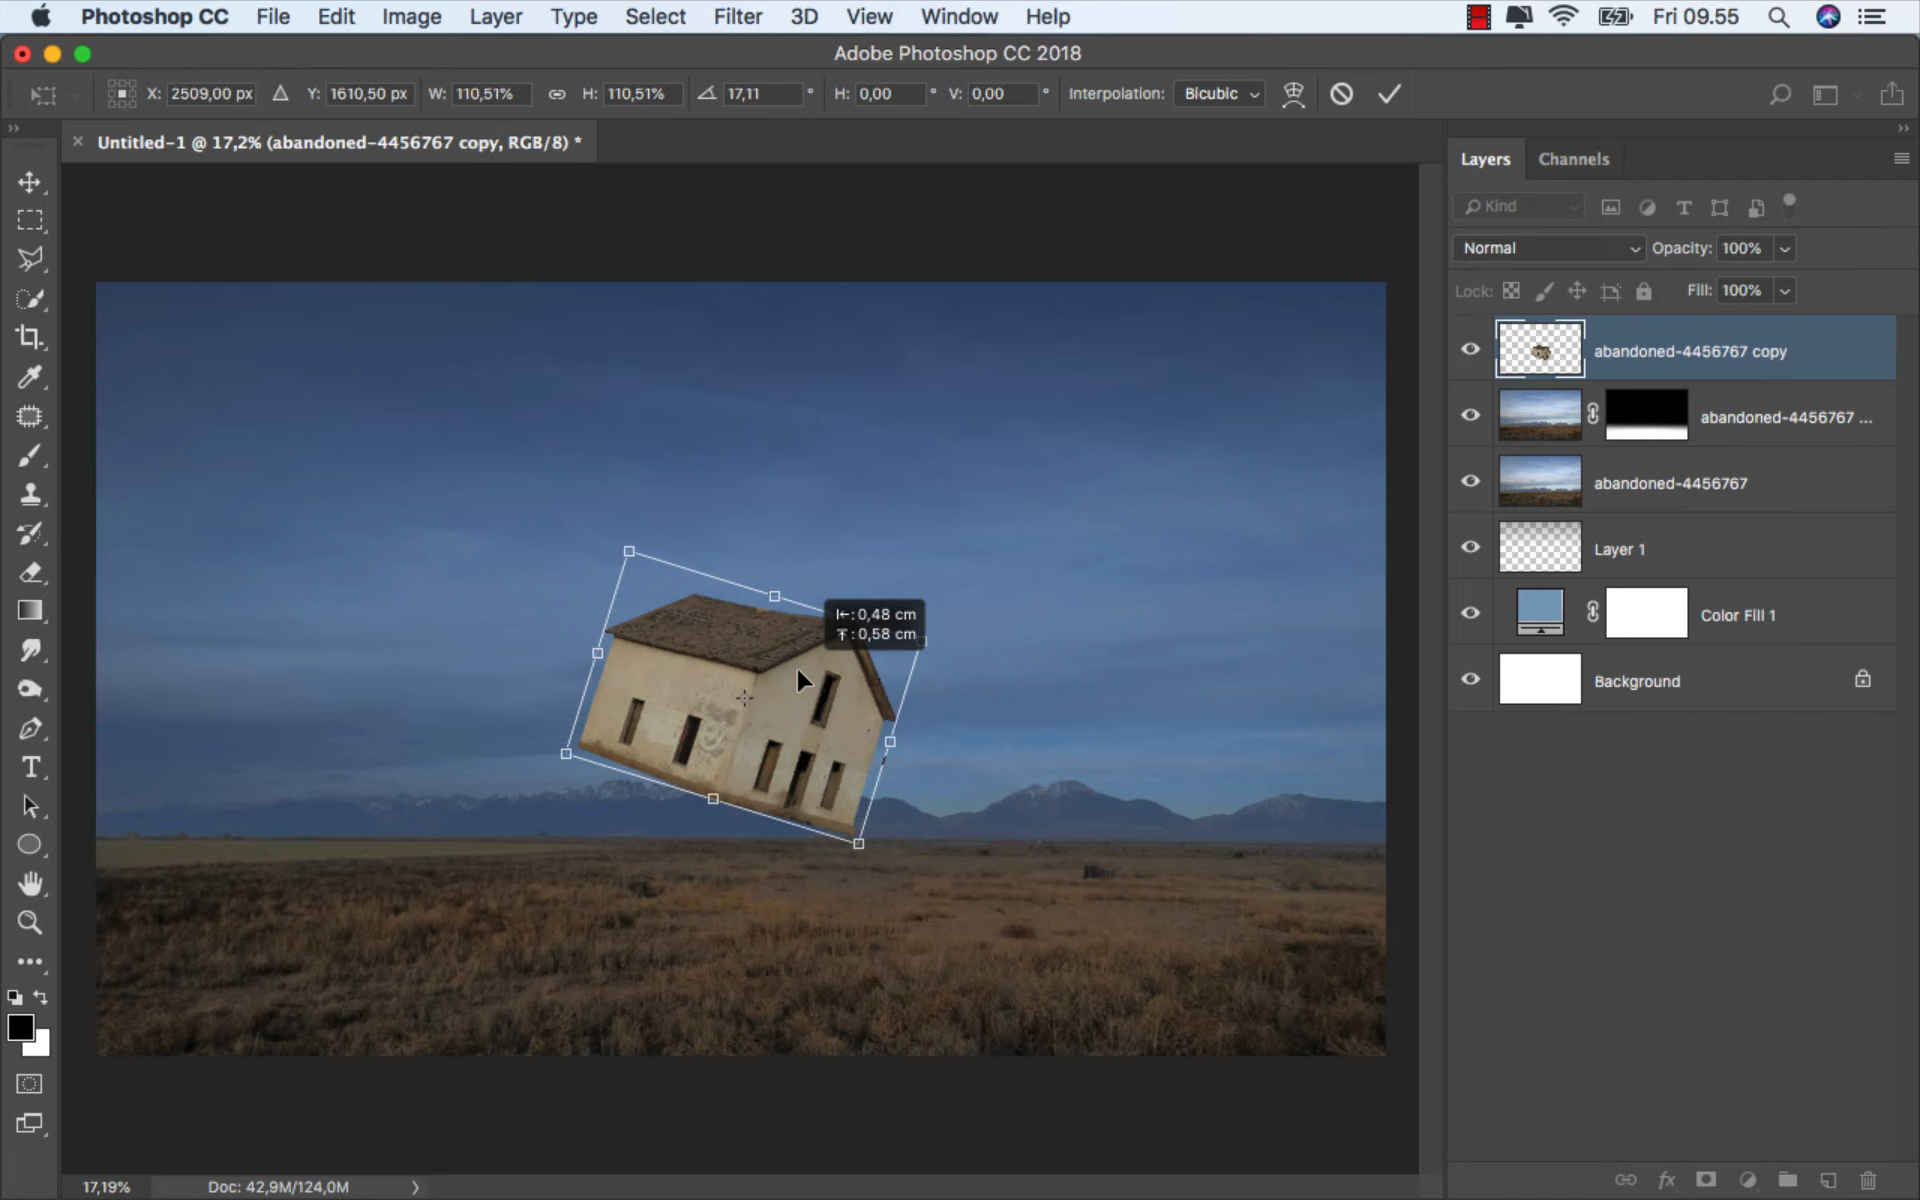 Photoshop CC File Edit Image Layer Type Select Filter 3D View Window Help Fri 09.55
Adobe Photoshop CC 2018
X: 2509,00 px Y: 1610,50 px W: 110,51% H: 110,51% 17,11 ° H: 0,00 ° V: 0,00 ° Interpolation: Bicubic
Untitled-1 @ 17,2% (abandoned-4456767 copy, RGB/8) *
Layers Channels
Kind
Normal Opacity: 100%
Lock: Fill: 100%
abandoned-4456767 copy
abandoned-4456767 ...
abandoned-4456767
Layer 1
Color Fill 1
Background
: 0,48 cm
: 0,58 cm
17,19% Doc: 42,9M/124,0M